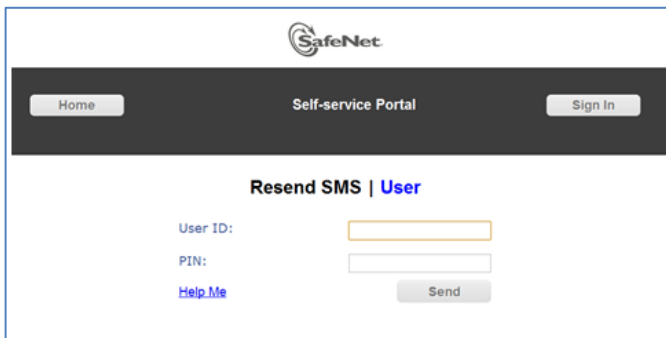 SafeNet
Home Self-service Portal Sign In
Resend SMS | User
User ID:
PIN:
Help Me Send